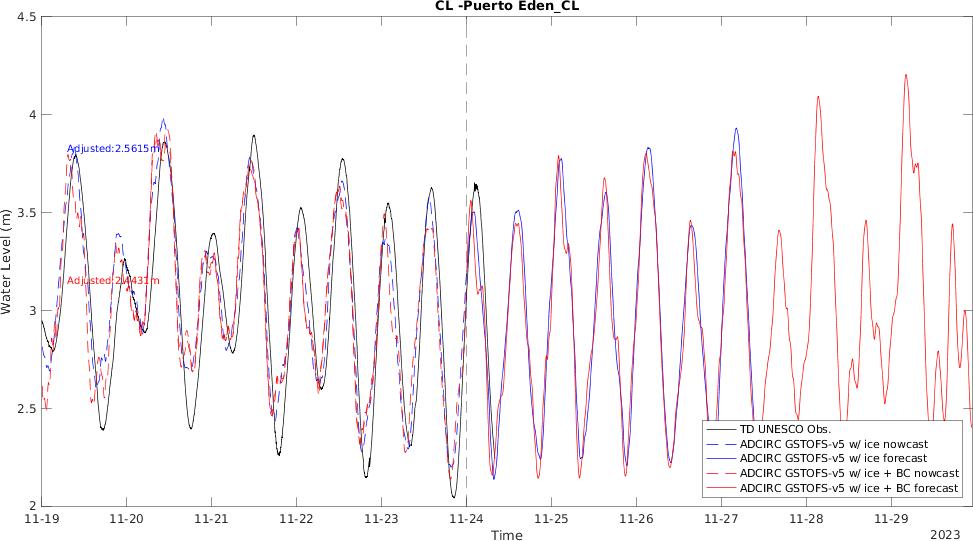 CL -Puerto Eden_CL
4.5
4
3.5
3
2.5
2
Water Level (m)
Adjusted:2.5615m
TD UNESCO Obs.
ADCIRC GSTOFS-v5 w/ ice nowcast
ADCIRC GSTOFS-v5 w/ ice forecast
ADCIRC GSTOFS-v5 w/ ice + BC nowcast
ADCIRC GSTOFS-v5 w/ ice + BC forecast
11-19 11-20 11-21 11-22 11-23 11-24 11-25 11-26 11-27 11-28 11-29
Time
2023